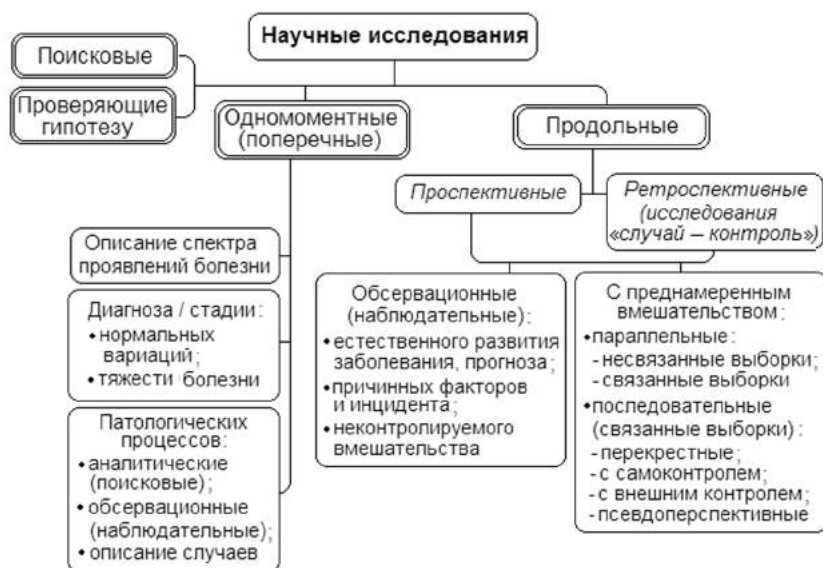 Научные исследования
Поисковые
Проверяющие
гипотезу
Одномоментные
(поперечные)
Продольные
Проспективные
Ретроспективные
(исследования
«случай – контроль»)
Описание спектра
проявлений болезни
Диагноза / стадии:
• нормальных
вариаций;
• тяжести болезни
Патологических
процессов:
• аналитические
(поисковые);
• обсервационные
(наблюдательные);
• описание случаев
Обсервационные
(наблюдательные):
• естественного развития
заболевания, прогноза;
• причинных факторов
и инцидента;
• неконтролируемого
вмешательства
С преднамеренным
вмешательством:
• параллельные:
- несвязанные выборки;
- связанные выборки
• последовательные
(связанные выборки):
- перекрестные;
- с самоконтролем;
- с внешним контролем;
- псевдоперспективные